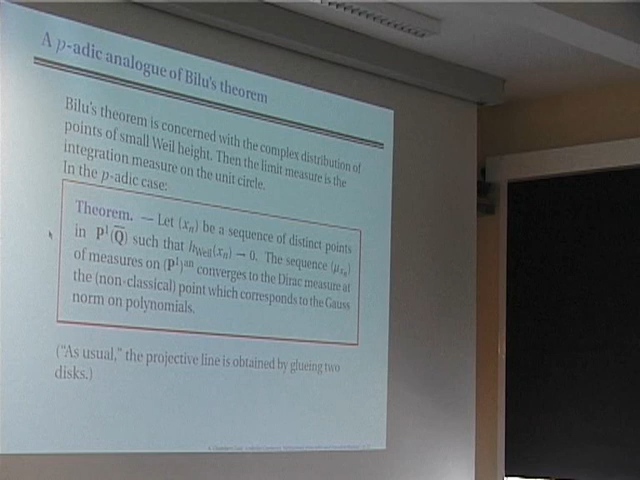 A p-adic analogue of Bilu's theorem
Bilu's theorem is concerned with the complex distribution of
points of small Weil height. Then the limit measure is the
integration measure on the unit circle.
In the p-adic case:
Theorem. — Let (xₙ) be a sequence of distinct points
in P¹(Q̅) such that h_Weil(xₙ) → 0. The sequence (μ_xₙ)
of measures on (P¹)ᵃⁿ converges to the Dirac measure at
the (non-classical) point which corresponds to the Gauss
norm on polynomials.
("As usual," the projective line is obtained by glueing two
disks.)